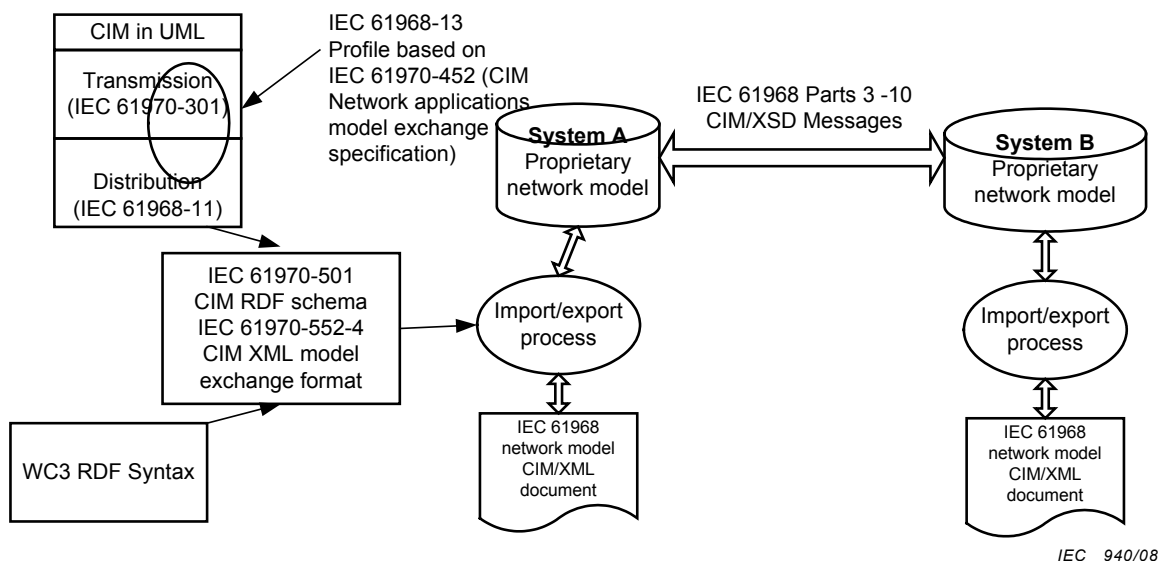 CIM in UML
Transmission
(IEC 61970-301)
Distribution
(IEC 61968-11)
IEC 61968-13
Profile based on
IEC 61970-452 (CIM
Network applications
model exchange
specification)
System A
Proprietary
network model
IEC 61968 Parts 3 -10
CIM/XSD Messages
System B
Proprietary
network model
IEC 61970-501
CIM RDF schema
IEC 61970-552-4
CIM XML model
exchange format
Import/export
process
Import/export
process
WC3 RDF Syntax
IEC 61968
network model
CIM/XML
document
IEC 61968
network model
CIM/XML
document
IEC 940/08